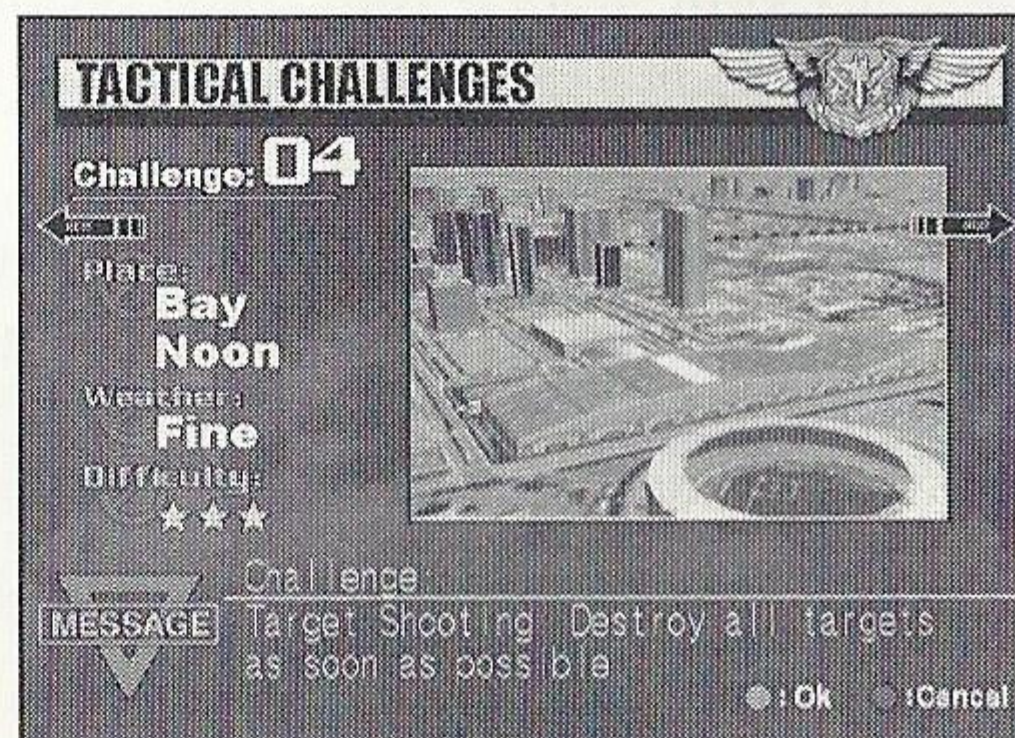 TACTICAL CHALLENGES
Challenge: 04
Place:
Bay
Noon
Weather:
Fine
Difficulty:
MESSAGE
Challenge:
Target Shooting Destroy all targets
as soon as possible
: Ok : Cancel